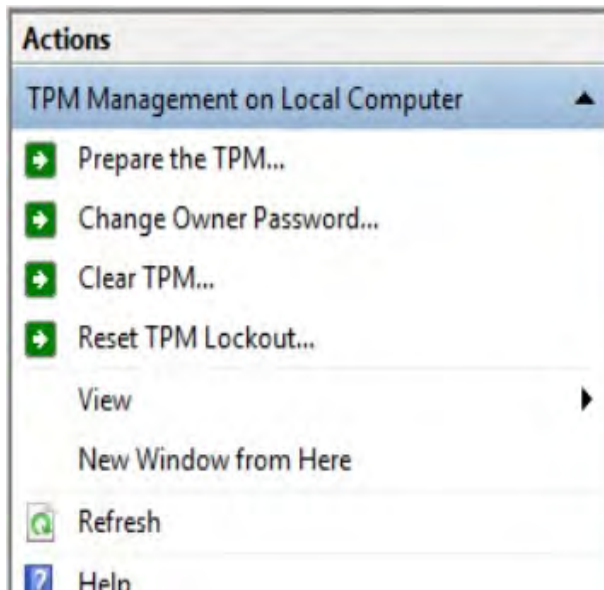 Actions
TPM Management on Local Computer
Prepare the TPM...
Change Owner Password...
Clear TPM...
Reset TPM Lockout...
View
New Window from Here
Refresh
Help